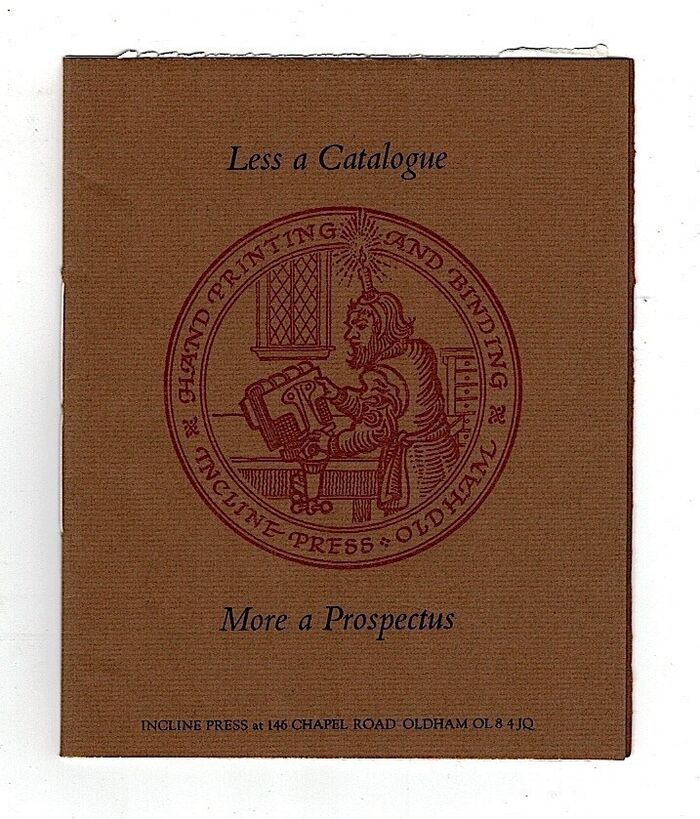 Less a Catalogue
HAND PRINTING AND BINDING
INCLINE PRESS OLDHAM
More a Prospectus
INCLINE PRESS at 146 CHAPEL ROAD OLDHAM OL8 4JQ